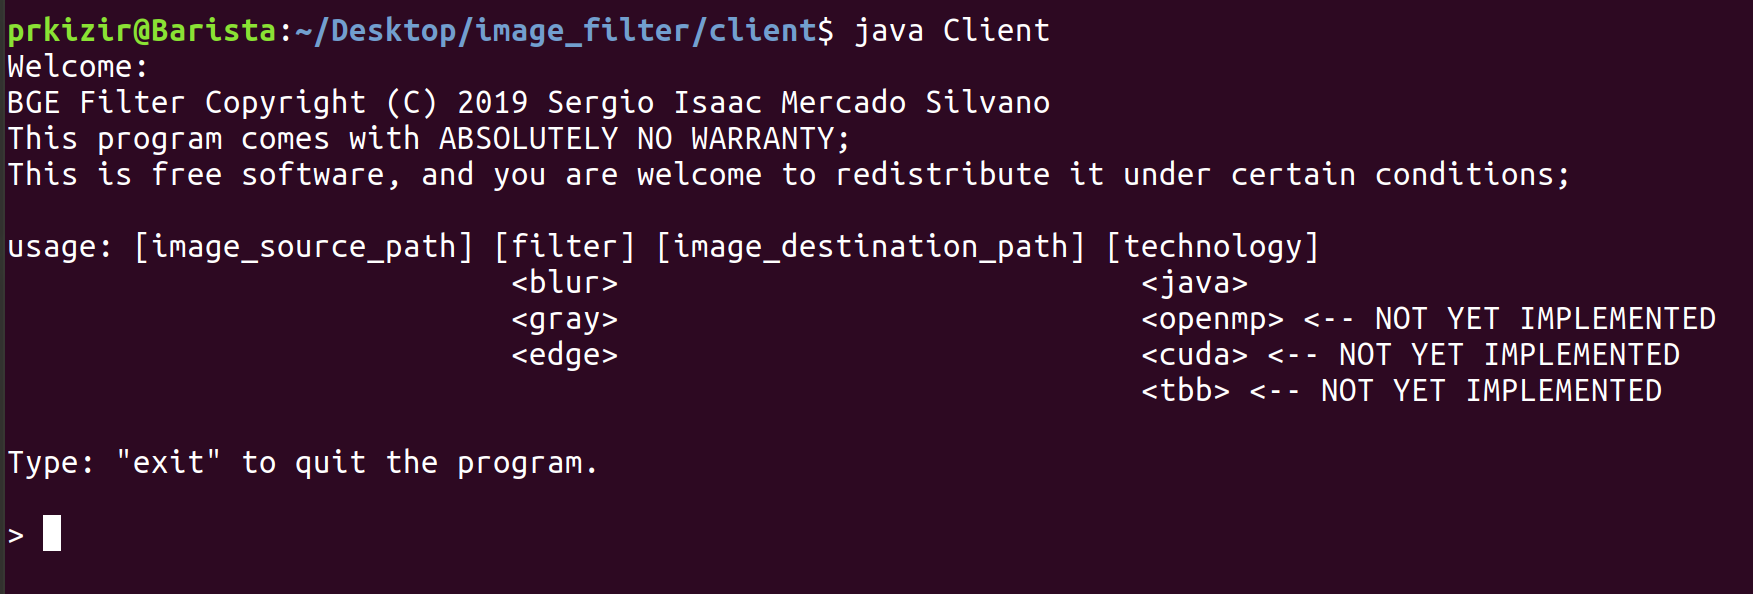 prkizir@Barista:~/Desktop/image_filter/client$ java Client
Welcome:
BGE Filter Copyright (C) 2019 Sergio Isaac Mercado Silvano
This program comes with ABSOLUTELY NO WARRANTY;
This is free software, and you are welcome to redistribute it under certain conditions;
usage: [image_source_path] [filter] [image_destination_path] [technology]
<blur> <java>
<gray> <openmp> <-- NOT YET IMPLEMENTED
<edge> <cuda> <-- NOT YET IMPLEMENTED
<tbb> <-- NOT YET IMPLEMENTED
Type: "exit" to quit the program.
>